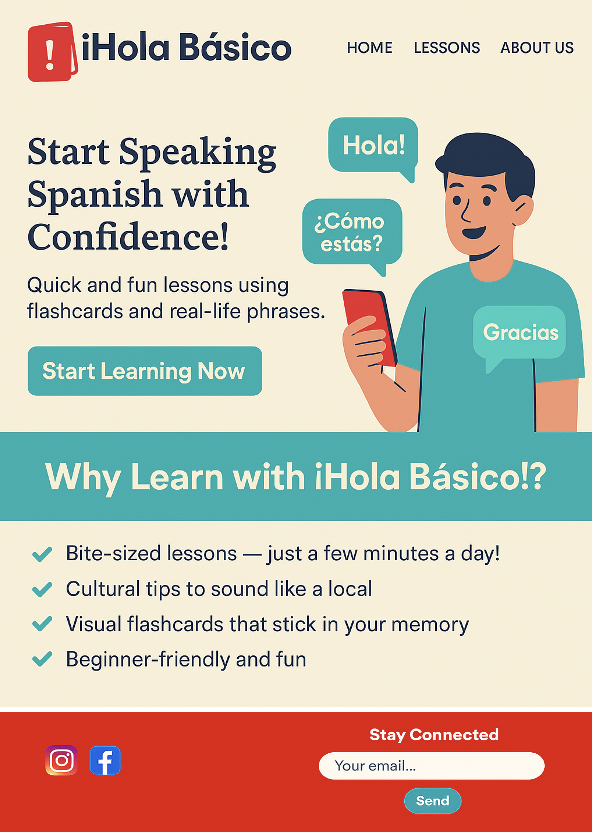 !
¡Hola Básico
HOME LESSONS ABOUT US
Start Speaking
Spanish with
Confidence!
Quick and fun lessons using
flashcards and real-life phrases.
Start Learning Now
Hola!
¿Cómo
estás?
Gracias
Why Learn with ¡Hola Básico!?
Bite-sized lessons — just a few minutes a day!
Cultural tips to sound like a local
Visual flashcards that stick in your memory
Beginner-friendly and fun
Stay Connected
Your email...
Send